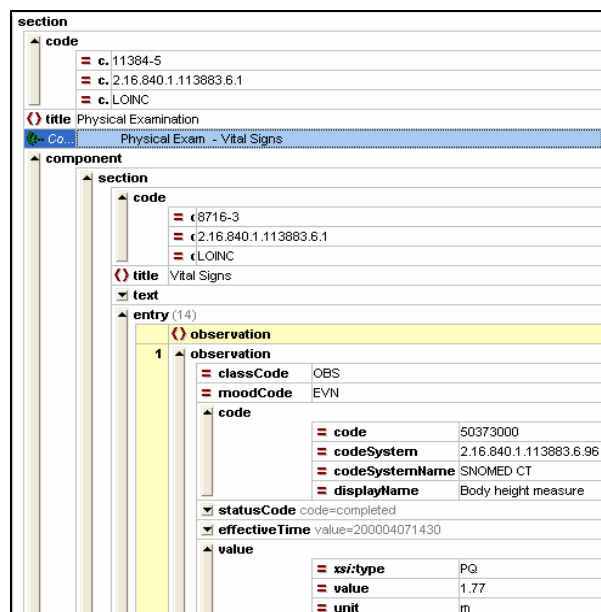 section
code
= c. 11384-5
= c. 2.16.840.1.113883.6.1
= c. LOINC
<> title Physical Examination
Co... Physical Exam - Vital Signs
component
section
code
= c 8716-3
= c 2.16.840.1.113883.6.1
= c LOINC
<> title Vital Signs
text
entry (14)
<> observation
1 observation
= classCode OBS
= moodCode EVN
code
= code 50373000
= codeSystem 2.16.840.1.113883.6.96
= codeSystemName SNOMED CT
= displayName Body height measure
statusCode code=completed
effectiveTime value=200004071430
value
= xsi:type PQ
= value 1.77
= unit m